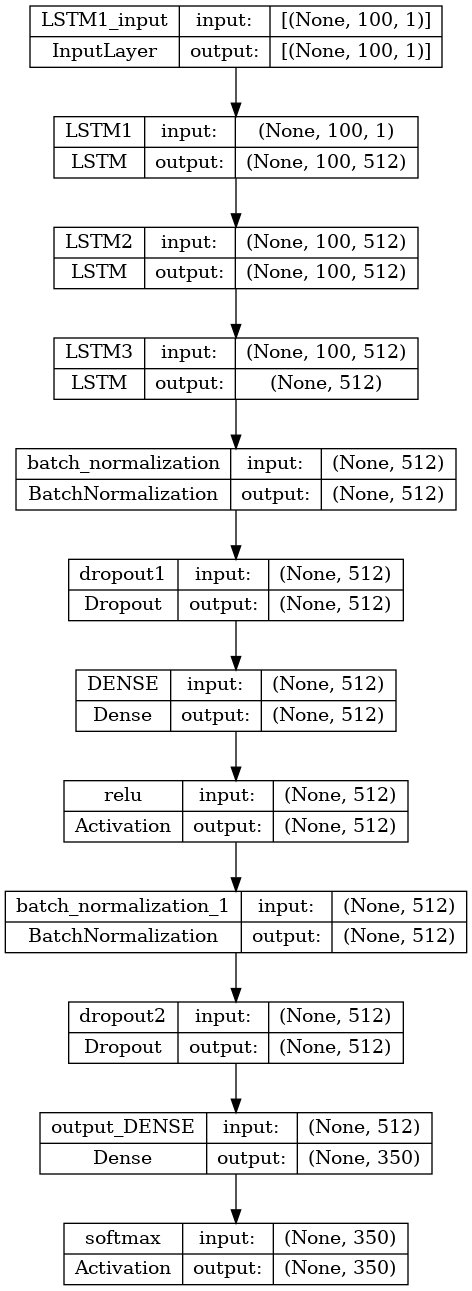 LSTM1_input input: [(None, 100, 1)]
InputLayer output: [(None, 100, 1)]
LSTM1 input: (None, 100, 1)
LSTM output: (None, 100, 512)
LSTM2 input: (None, 100, 512)
LSTM output: (None, 100, 512)
LSTM3 input: (None, 100, 512)
LSTM output: (None, 512)
batch_normalization input: (None, 512)
BatchNormalization output: (None, 512)
dropout1 input: (None, 512)
Dropout output: (None, 512)
DENSE input: (None, 512)
Dense output: (None, 512)
relu input: (None, 512)
Activation output: (None, 512)
batch_normalization_1 input: (None, 512)
BatchNormalization output: (None, 512)
dropout2 input: (None, 512)
Dropout output: (None, 512)
output_DENSE input: (None, 512)
Dense output: (None, 350)
softmax input: (None, 350)
Activation output: (None, 350)